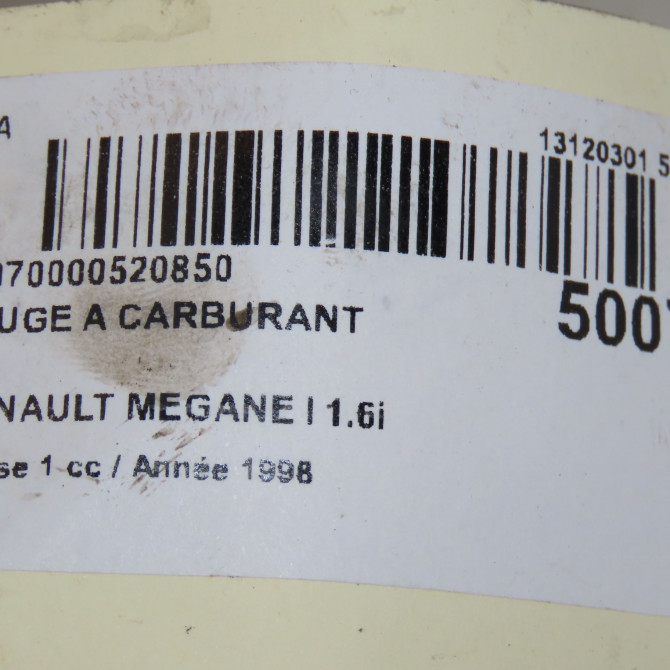 A
13120301 5
070000520850
UGE A CARBURANT
500
NAULT MEGANE I 1.6i
se 1 cc / Année 1998